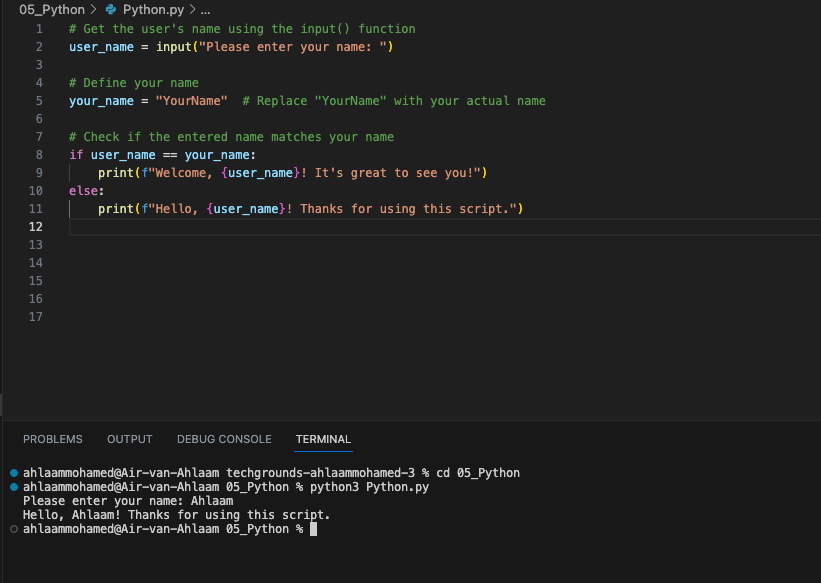 05_Python > Python.py > ...
1 # Get the user's name using the input() function
2 user_name = input("Please enter your name: ")
3
4 # Define your name
5 your_name = "YourName"  # Replace "YourName" with your actual name
6
7 # Check if the entered name matches your name
8 if user_name == your_name:
9     print(f"Welcome, {user_name}! It's great to see you!")
10 else:
11     print(f"Hello, {user_name}! Thanks for using this script.")
12
13
14
15
16
17
PROBLEMS OUTPUT DEBUG CONSOLE TERMINAL
ahlaammohamed@Air-van-Ahlaam techgrounds-ahlaammohamed-3 % cd 05_Python
ahlaammohamed@Air-van-Ahlaam 05_Python % python3 Python.py
Please enter your name: Ahlaam
Hello, Ahlaam! Thanks for using this script.
ahlaammohamed@Air-van-Ahlaam 05_Python %